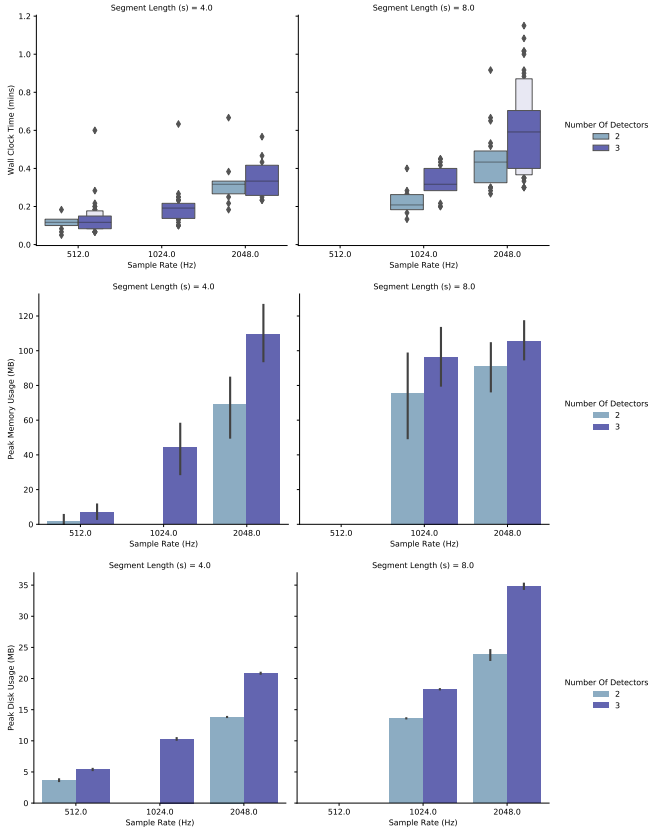 Segment Length (s) = 4.0
Segment Length (s) = 8.0
1.2
1.0
0.8
0.6
0.4
0.2
0.0
Wall Clock Time (mins)
512.0
1024.0
2048.0
Sample Rate (Hz)
512.0
1024.0
2048.0
Sample Rate (Hz)
Number Of Detectors
2
3
Segment Length (s) = 4.0
Segment Length (s) = 8.0
120
100
80
60
40
20
0
Peak Memory Usage (MB)
512.0
1024.0
2048.0
Sample Rate (Hz)
512.0
1024.0
2048.0
Sample Rate (Hz)
Number Of Detectors
2
3
Segment Length (s) = 4.0
Segment Length (s) = 8.0
35
30
25
20
15
10
5
0
Peak Disk Usage (MB)
512.0
1024.0
2048.0
Sample Rate (Hz)
512.0
1024.0
2048.0
Sample Rate (Hz)
Number Of Detectors
2
3